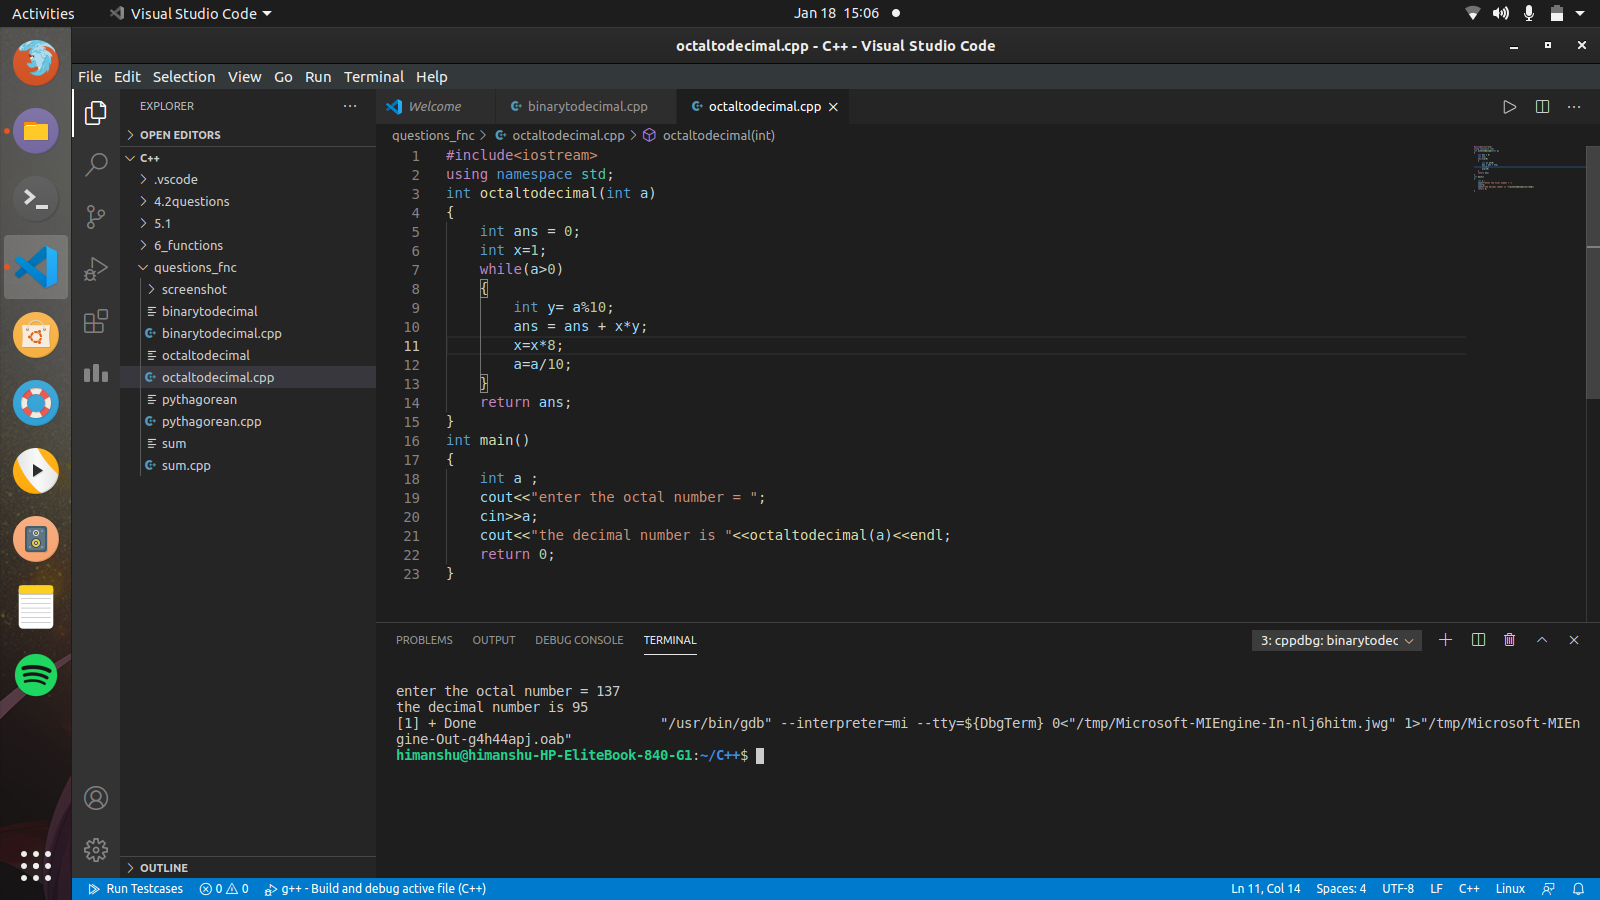 Activities
Visual Studio Code
Jan 18 15:06
octaltodecimal.cpp - C++ - Visual Studio Code
File Edit Selection View Go Run Terminal Help
EXPLORER
OPEN EDITORS
C++
.vscode
4.2questions
5.1
6_functions
questions_fnc
screenshot
binarytodecimal
binarytodecimal.cpp
octaltodecimal
octaltodecimal.cpp
pythagorean
pythagorean.cpp
sum
sum.cpp
OUTLINE
Welcome
binarytodecimal.cpp
octaltodecimal.cpp
questions_fnc > octaltodecimal.cpp > octaltodecimal(int)
1 #include<iostream>
2 using namespace std;
3 int octaltodecimal(int a)
4 {
5     int ans = 0;
6     int x=1;
7     while(a>0)
8     {
9         int y= a%10;
10         ans = ans + x*y;
11         x=x*8;
12         a=a/10;
13     }
14     return ans;
15 }
16 int main()
17 {
18     int a ;
19     cout<<"enter the octal number = ";
20     cin>>a;
21     cout<<"the decimal number is "<<octaltodecimal(a)<<endl;
22     return 0;
23 }
PROBLEMS OUTPUT DEBUG CONSOLE TERMINAL
3: cppdbg: binarytodec
enter the octal number = 137
the decimal number is 95
[1] + Done                       "/usr/bin/gdb" --interpreter=mi --tty=${DbgTerm} 0<"/tmp/Microsoft-MIEngine-In-nlj6hitm.jwg" 1>"/tmp/Microsoft-MIEn
gine-Out-g4h44apj.oab"
himanshu@himanshu-HP-EliteBook-840-G1:~/C++$
Run Testcases 0 0 g++ - Build and debug active file (C++)
Ln 11, Col 14 Spaces: 4 UTF-8 LF C++ Linux